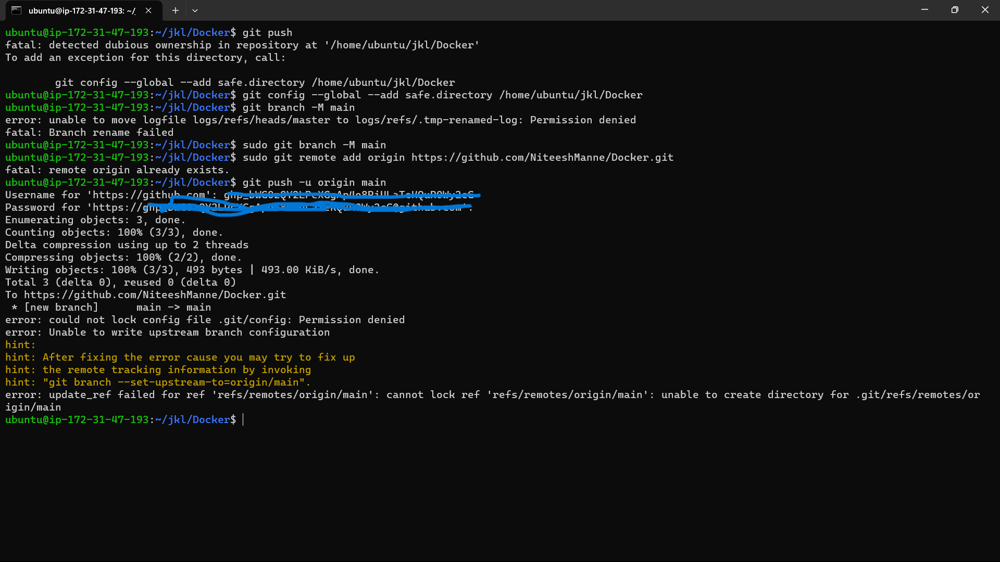 ubuntu@ip-172-31-47-193: ~/
ubuntu@ip-172-31-47-193:~/jkl/Docker$ git push
fatal: detected dubious ownership in repository at '/home/ubuntu/jkl/Docker'
To add an exception for this directory, call:
git config --global --add safe.directory /home/ubuntu/jkl/Docker
ubuntu@ip-172-31-47-193:~/jkl/Docker$ git config --global --add safe.directory /home/ubuntu/jkl/Docker
ubuntu@ip-172-31-47-193:~/jkl/Docker$ git branch -M main
error: unable to move logfile logs/refs/heads/master to logs/refs/.tmp-renamed-log: Permission denied
fatal: Branch rename failed
ubuntu@ip-172-31-47-193:~/jkl/Docker$ sudo git branch -M main
ubuntu@ip-172-31-47-193:~/jkl/Docker$ sudo git remote add origin https://github.com/NiteeshManne/Docker.git
fatal: remote origin already exists.
ubuntu@ip-172-31-47-193:~/jkl/Docker$ git push -u origin main
Username for 'https://github.com':
Password for 'https://
Enumerating objects: 3, done.
Counting objects: 100% (3/3), done.
Delta compression using up to 2 threads
Compressing objects: 100% (2/2), done.
Writing objects: 100% (3/3), 493 bytes | 493.00 KiB/s, done.
Total 3 (delta 0), reused 0 (delta 0)
To https://github.com/NiteeshManne/Docker.git
 * [new branch]      main -> main
error: could not lock config file .git/config: Permission denied
error: Unable to write upstream branch configuration
hint:
hint: After fixing the error cause you may try to fix up
hint: the remote tracking information by invoking
hint: "git branch --set-upstream-to=origin/main".
error: update_ref failed for ref 'refs/remotes/origin/main': cannot lock ref 'refs/remotes/origin/main': unable to create directory for .git/refs/remotes/or
igin/main
ubuntu@ip-172-31-47-193:~/jkl/Docker$